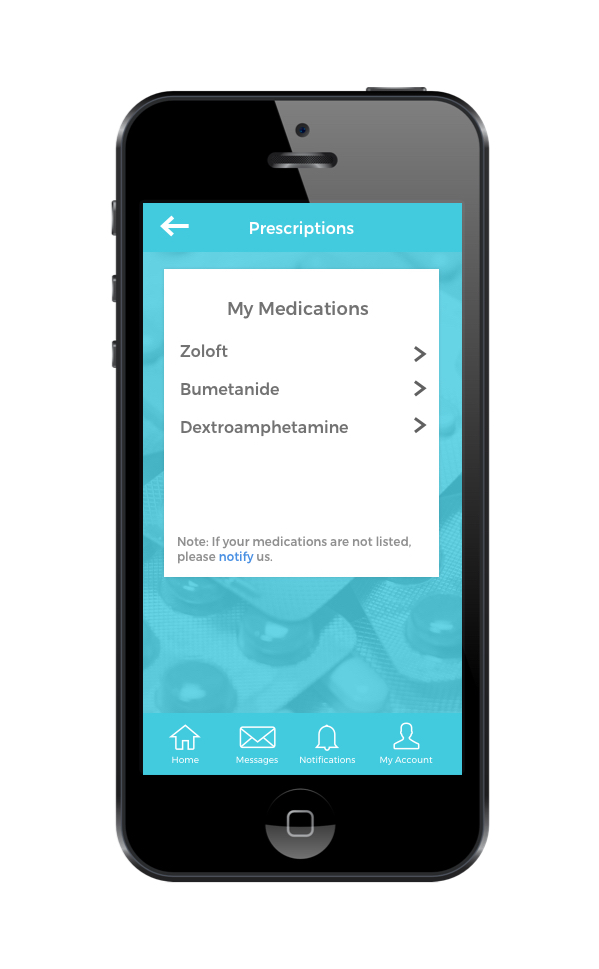 Prescriptions
My Medications
Zoloft
Bumetanide
Dextroamphetamine
Note: If your medications are not listed,
please notify us.
Home Messages Notifications My Account